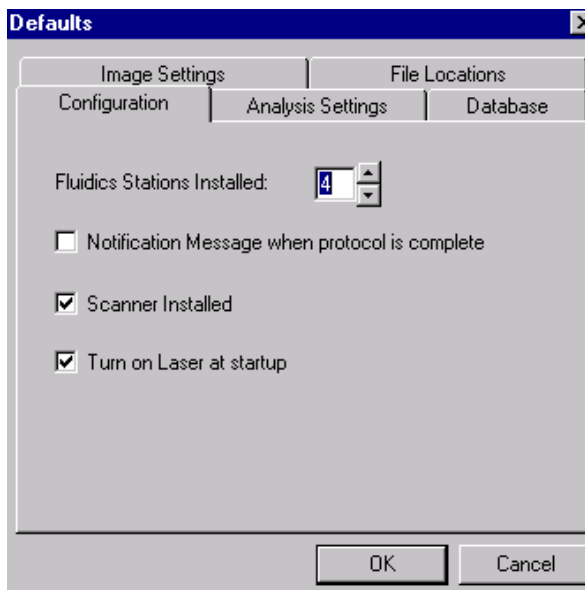 Defaults
Image Settings
File Locations
Configuration
Analysis Settings
Database
Fluidics Stations Installed: 4
Notification Message when protocol is complete
Scanner Installed
Turn on Laser at startup
OK
Cancel